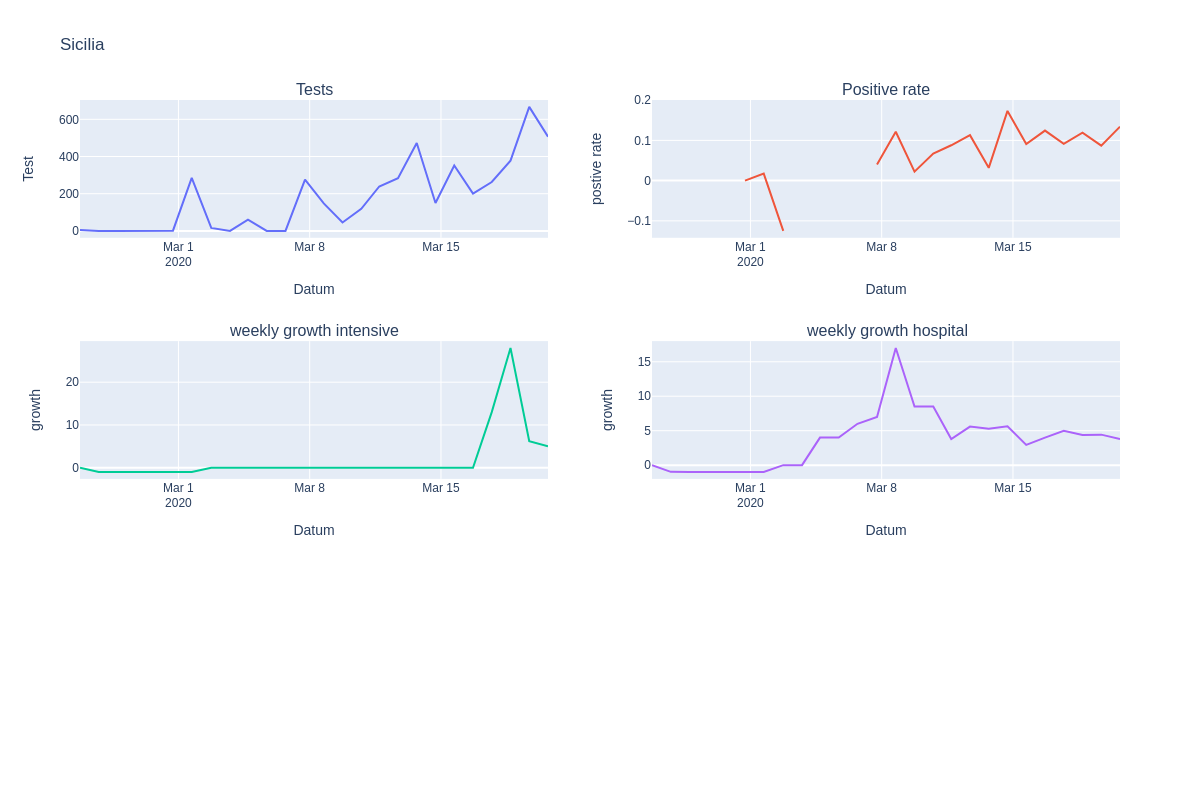 Sicilia
Tests
Test
600
400
200
0
Mar 1
2020
Mar 8
Mar 15
Datum
Positive rate
postive rate
0.2
0.1
0
−0.1
Mar 1
2020
Mar 8
Mar 15
Datum
weekly growth intensive
growth
20
10
0
Mar 1
2020
Mar 8
Mar 15
Datum
weekly growth hospital
growth
15
10
5
0
Mar 1
2020
Mar 8
Mar 15
Datum